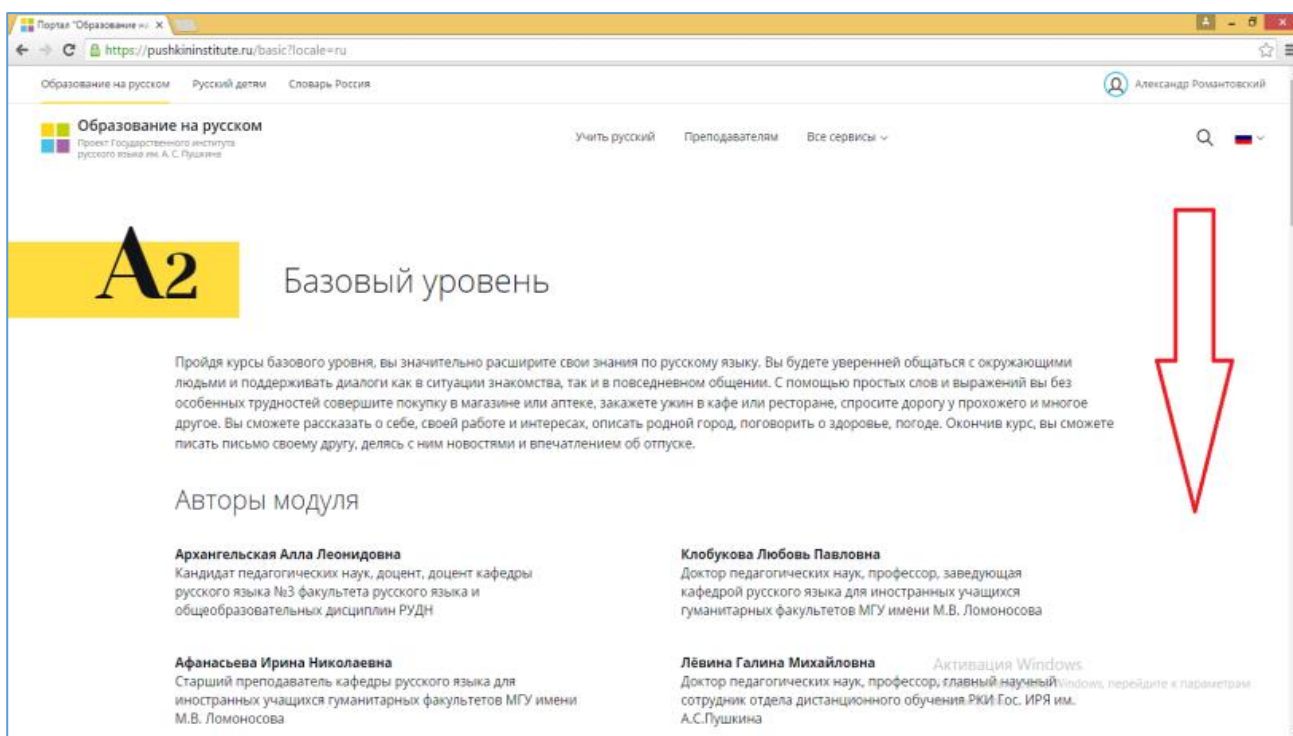 Портал "Образование на
https://pushkininstitute.ru/basic?locale=ru
Образование на русском Русский детям Словарь Россия Александр Романтовский
Образование на русском
Проект Государственного института
русского языка им. А. С. Пушкина
Учить русский Преподавателям Все сервисы
A2
Базовый уровень
Пройдя курсы базового уровня, вы значительно расширите свои знания по русскому языку. Вы будете уверенней общаться с окружающими
людьми и поддерживать диалоги как в ситуации знакомства, так и в повседневном общении. С помощью простых слов и выражений вы без
особенных трудностей совершите покупку в магазине или аптеке, закажете ужин в кафе или ресторане, спросите дорогу у прохожего и многое
другое. Вы сможете рассказать о себе, своей работе и интересах, описать родной город, поговорить о здоровье, погоде. Окончив курс, вы сможете
писать письмо своему другу, делясь с ним новостями и впечатлением об отпуске.
Авторы модуля
Архангельская Алла Леонидовна
Кандидат педагогических наук, доцент, доцент кафедры
русского языка №3 факультета русского языка и
общеобразовательных дисциплин РУДН
Клобукова Любовь Павловна
Доктор педагогических наук, профессор, заведующая
кафедрой русского языка для иностранных учащихся
гуманитарных факультетов МГУ имени М.В. Ломоносова
Афанасьева Ирина Николаевна
Старший преподаватель кафедры русского языка для
иностранных учащихся гуманитарных факультетов МГУ имени
М.В. Ломоносова
Лёвина Галина Михайловна
Доктор педагогических наук, профессор, главный научный
сотрудник отдела дистанционного обучения РКИ Гос. ИРЯ им.
А.С.Пушкина
Активация Windows
Windows, перейдите к параметрам